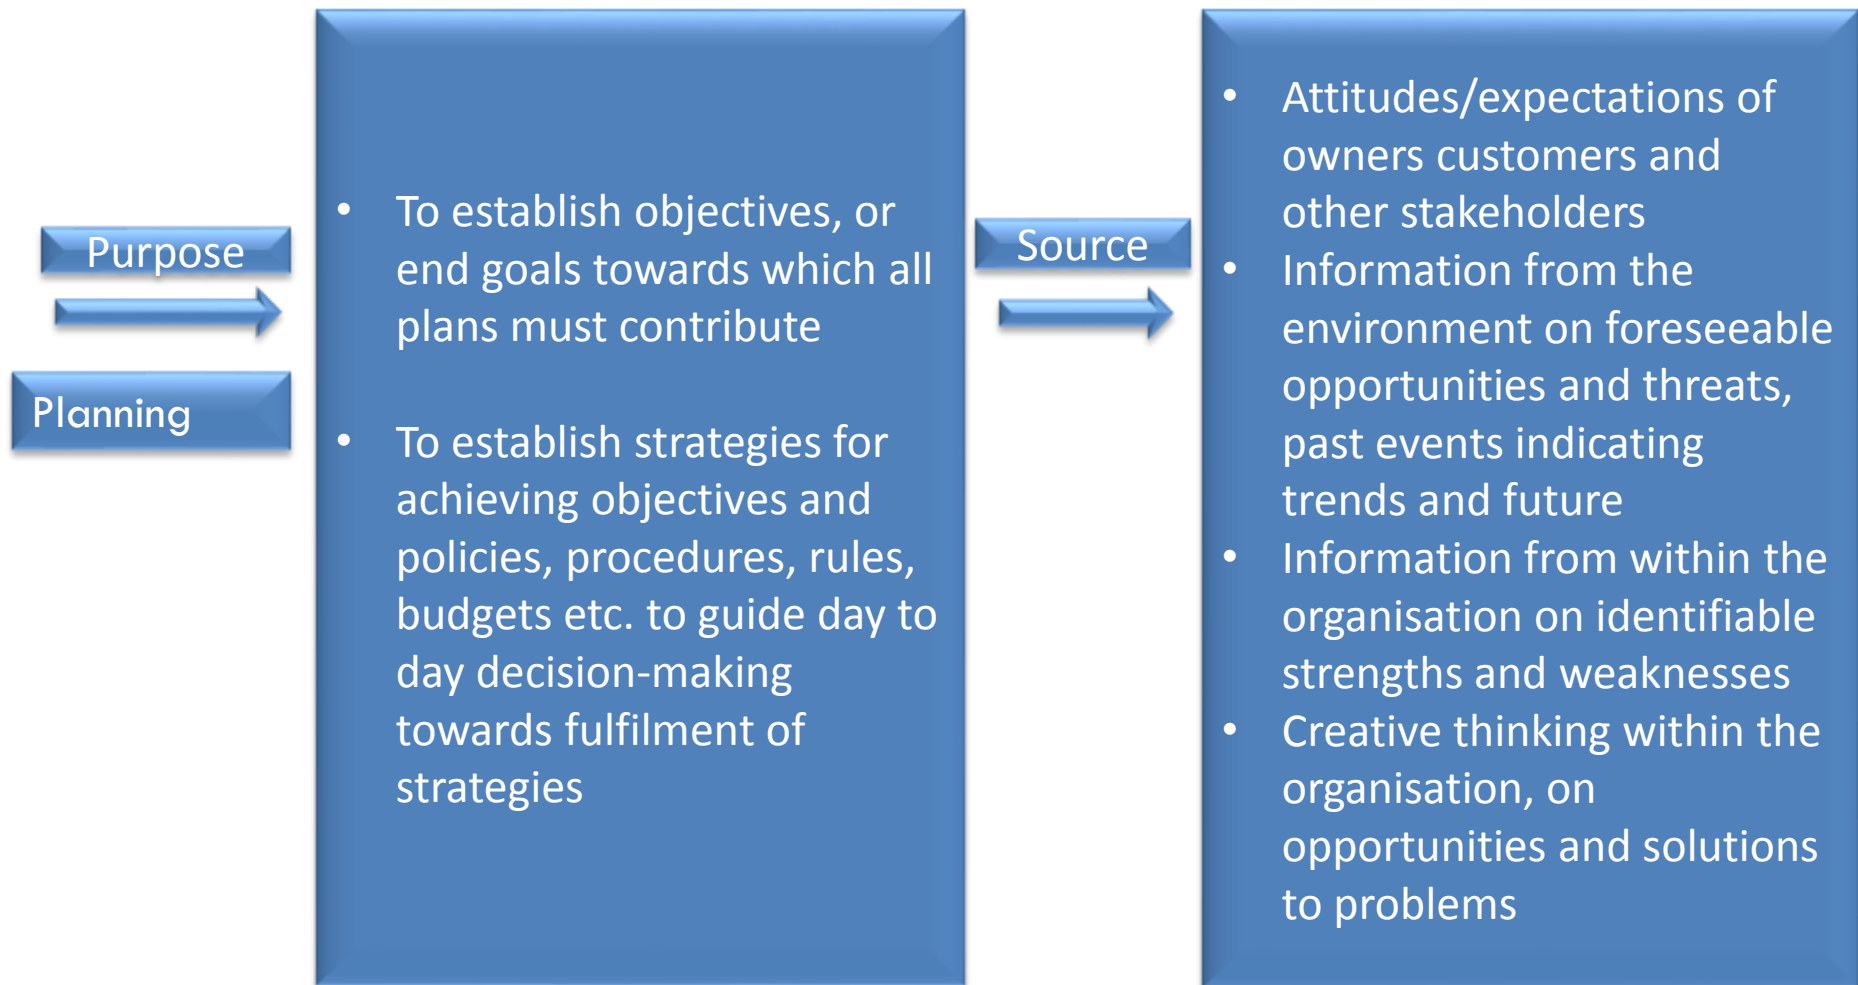 Purpose
Planning
• To establish objectives, or
end goals towards which all
plans must contribute
• To establish strategies for
achieving objectives and
policies, procedures, rules,
budgets etc. to guide day to
day decision-making
towards fulfilment of
strategies
Source
• Attitudes/expectations of
owners customers and
other stakeholders
• Information from the
environment on foreseeable
opportunities and threats,
past events indicating
trends and future
• Information from within the
organisation on identifiable
strengths and weaknesses
• Creative thinking within the
organisation, on
opportunities and solutions
to problems